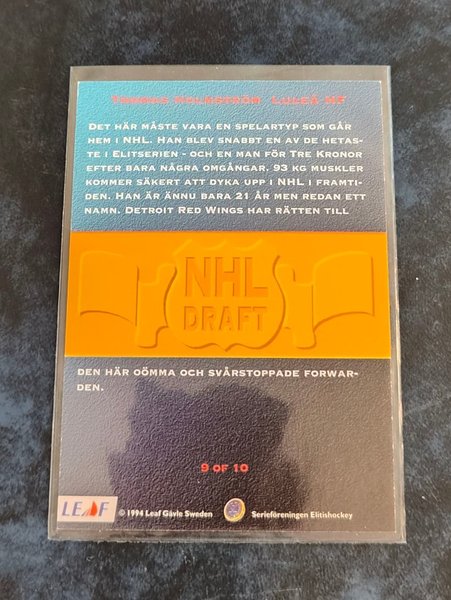 Tomas Holmström Luleå HF
Det här måste vara en spelartyp som går
hem i NHL. Han blev snabbt en av de hetas-
te i Elitserien - och en man för Tre Kronor
efter bara några omgångar. 93 kg muskler
kommer säkert att dyka upp i NHL i framti-
den. Han är ännu bara 21 år men redan ett
namn. Detroit Red Wings har rätten till
NHL
DRAFT
den här oömma och svårstoppade forwar-
den.
9 of 10
LEAF
© 1994 Leaf Gävle Sweden
Serieföreningen Elitishockey